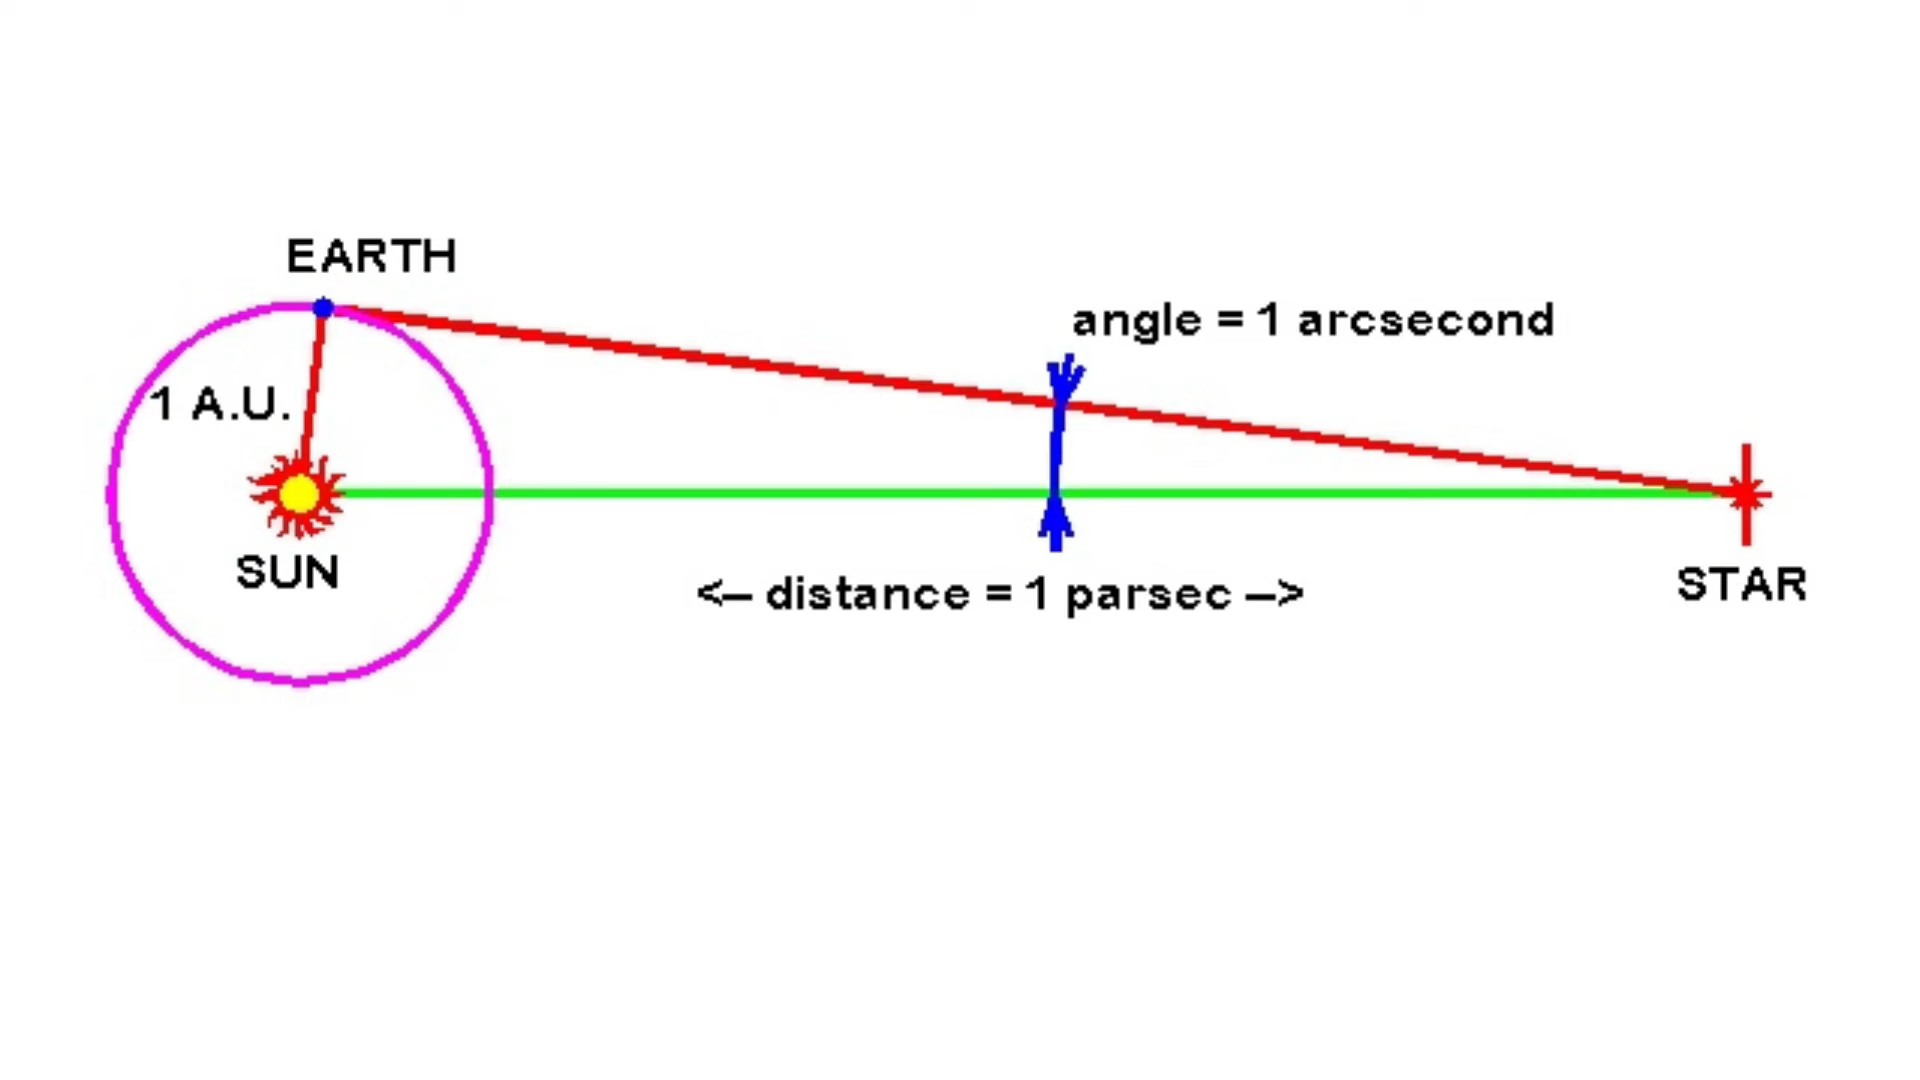 EARTH
angle = 1 arcsecond
1 A.U.
SUN
<– distance = 1 parsec –>
STAR